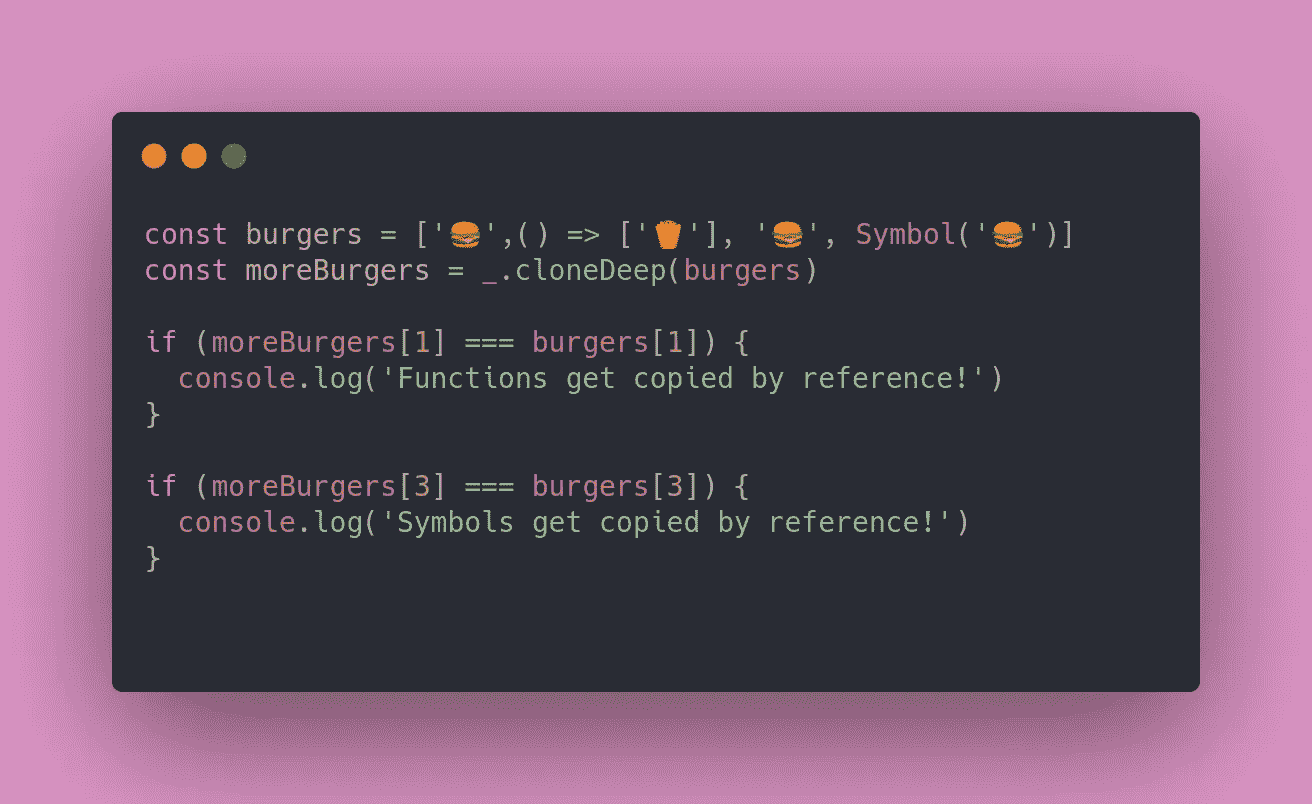 const burgers = ['🍔',() => ['🍟'], '🍔', Symbol('🍔')]
const moreBurgers = _.cloneDeep(burgers)
if (moreBurgers[1] === burgers[1]) {
  console.log('Functions get copied by reference!')
}
if (moreBurgers[3] === burgers[3]) {
  console.log('Symbols get copied by reference!')
}